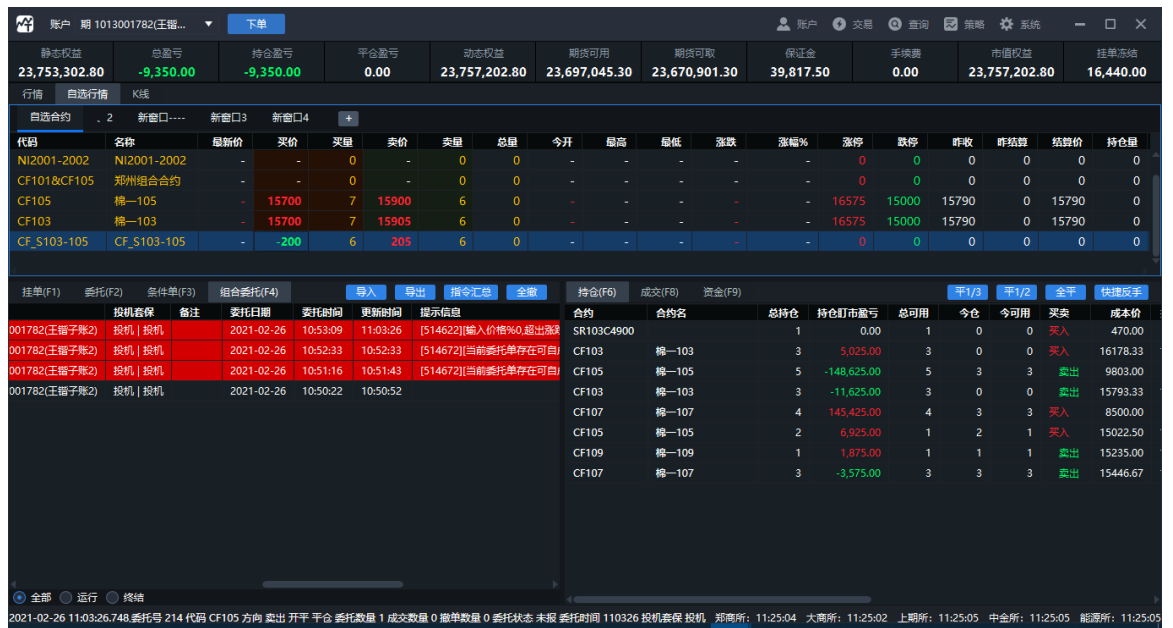 账户 期 1013001782(王锴... ▼ 下单 账户 交易 查询 策略 系统
静态权益 总盈亏 持仓盈亏 平仓盈亏 动态权益 期货可用 期货可取 保证金 手续费 市值权益 挂单冻结
23,753,302.80 -9,350.00 -9,350.00 0.00 23,757,202.80 23,697,045.30 23,670,901.30 39,817.50 0.00 23,757,202.80 16,440.00
行情 自选行情 K线
自选合约 、2 新窗口---- 新窗口3 新窗口4 +
代码 名称 最新价 买价 买量 卖价 卖量 总量 今开 最高 最低 涨跌 涨幅% 涨停 跌停 昨收 昨结算 结算价 持仓量
NI2001-2002 NI2001-2002 - - 0 - 0 0 - - - - - 0 0 0 0 0 0
CF101&CF105 郑州组合合约 - - 0 - 0 0 - - - - - 0 0 0 0 0 0
CF105 棉一105 - 15700 7 15900 6 0 - - - - - 16575 15000 15790 0 15790 0
CF103 棉一103 - 15700 7 15905 6 0 - - - - - 16575 15000 15790 0 15790 0
CF_S103-105 CF_S103-105 - -200 6 205 6 0 - - - - - 0 0 0 0 0 0
挂单(F1) 委托(F2) 条件单(F3) 组合委托(F4) 导入 导出 指令汇总 全撤
投机套保 备注 委托日期 委托时间 更新时间 提示信息
001782(王锴子账2) 投机 | 投机 2021-02-26 10:53:09 11:03:26 [514622][输入价格%0,超出涨
001782(王锴子账2) 投机 | 投机 2021-02-26 10:52:33 10:52:33 [514672][当前委托单存在可自
001782(王锴子账2) 投机 | 投机 2021-02-26 10:51:16 10:51:43 [514672][当前委托单存在可自
001782(王锴子账2) 投机 | 投机 2021-02-26 10:50:22 10:50:52
持仓(F6) 成交(F8) 资金(F9) 平1/3 平1/2 全平 快捷反手
合约 合约名 总持仓 持仓盯市盈亏 总可用 今仓 今可用 买卖 成本价
SR103C4900 1 0.00 1 0 0 买入 470.00
CF103 棉一103 3 5,025.00 3 0 0 买入 16178.33
CF105 棉一105 5 -148,625.00 5 3 3 卖出 9803.00
CF103 棉一103 3 -11,625.00 3 0 0 卖出 15793.33
CF107 棉一107 4 145,425.00 4 3 3 买入 8500.00
CF105 棉一105 2 6,925.00 1 2 1 买入 15022.50
CF109 棉一109 1 1,875.00 1 1 1 卖出 15235.00
CF107 棉一107 3 -3,575.00 3 3 3 卖出 15446.67
全部 运行 终结
2021-02-26 11:03:26.748,委托号 214 代码 CF105 方向 卖出 开平 平仓 委托数量 1 成交数量 0 撤单数量 0 委托状态 未报 委托时间 110326 投机套保 投机 郑商所: 11:25:04 大商所: 11:25:02 上期所: 11:25:05 中金所: 11:25:05 能源所: 11:25:05